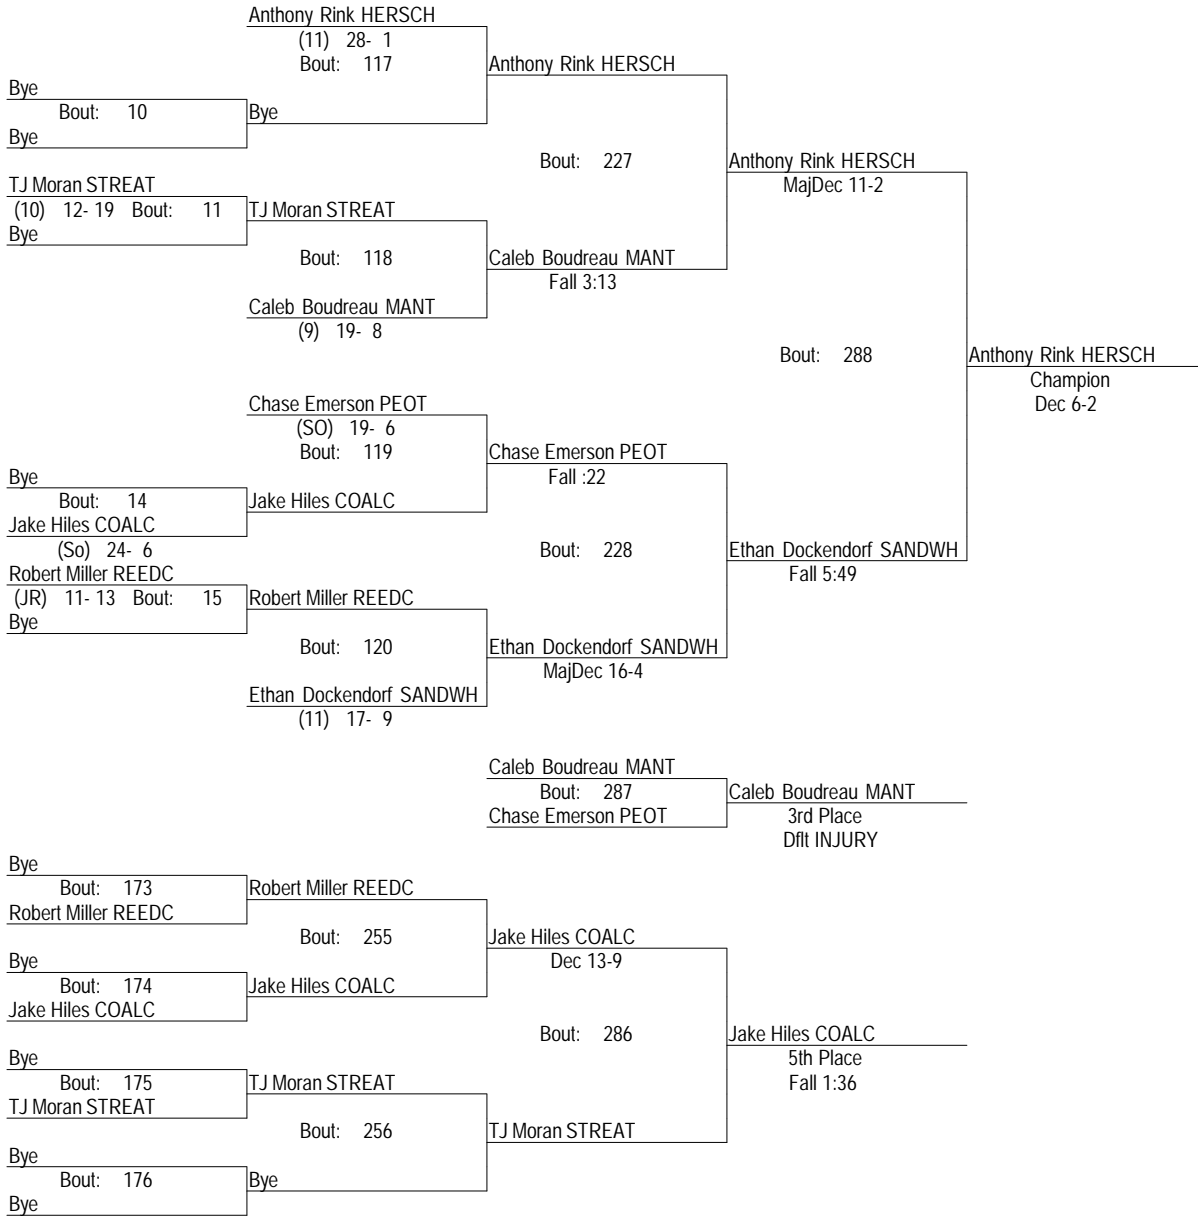 Anthony Rink HERSCH
(11) 28- 1
Bout: 117
Anthony Rink HERSCH
Bye
Bout: 10
Bye
Bye
Bout: 227
Anthony Rink HERSCH
MajDec 11-2
TJ Moran STREAT
(10) 12- 19 Bout: 11
TJ Moran STREAT
Bye
Bout: 118
Caleb Boudreau MANT
Fall 3:13
Caleb Boudreau MANT
(9) 19- 8
Bout: 288
Anthony Rink HERSCH
Champion
Dec 6-2
Chase Emerson PEOT
(SO) 19- 6
Bout: 119
Chase Emerson PEOT
Fall :22
Bye
Bout: 14
Jake Hiles COALC
Jake Hiles COALC
(So) 24- 6
Bout: 228
Ethan Dockendorf SANDWH
Fall 5:49
Robert Miller REEDC
(JR) 11- 13 Bout: 15
Robert Miller REEDC
Bye
Bout: 120
Ethan Dockendorf SANDWH
MajDec 16-4
Ethan Dockendorf SANDWH
(11) 17- 9
Caleb Boudreau MANT
Bout: 287
Caleb Boudreau MANT
Chase Emerson PEOT
3rd Place
Dflt INJURY
Bye
Bout: 173
Robert Miller REEDC
Robert Miller REEDC
Bout: 255
Jake Hiles COALC
Dec 13-9
Bye
Bout: 174
Jake Hiles COALC
Jake Hiles COALC
Bout: 286
Jake Hiles COALC
5th Place
Fall 1:36
Bye
Bout: 175
TJ Moran STREAT
TJ Moran STREAT
Bout: 256
TJ Moran STREAT
Bye
Bout: 176
Bye
Bye